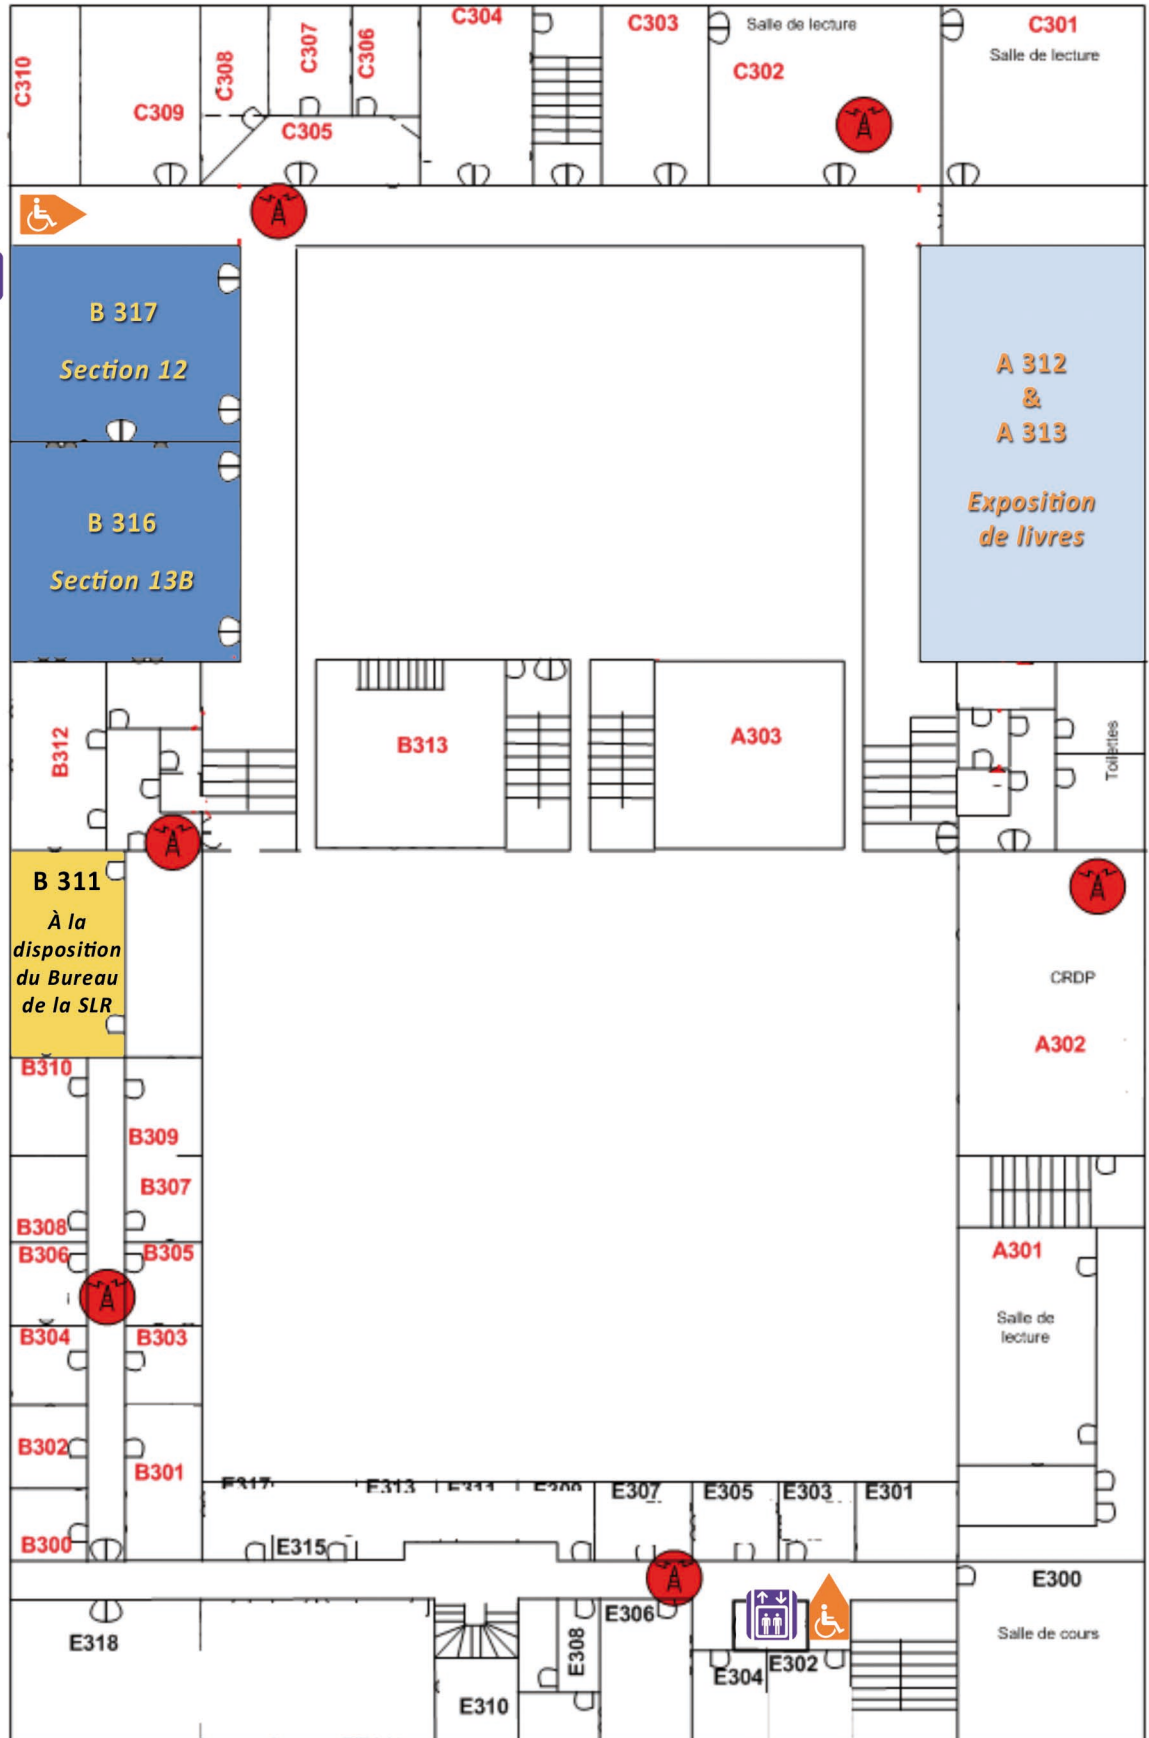 C304
C303
Salle de lecture
C301
Salle de lecture
C310
C308
C307
C306
C302
C309
C305
B 317
Section 12
A 312
&
A 313
Exposition
de livres
B 316
Section 13B
B312
B313
A303
Toilettes
B 311
À la
disposition
du Bureau
de la SLR
CRDP
A302
B310
B309
B307
B308
B306
B305
A301
Salle de
lecture
B304
B303
B302
B301
E317
E313
E311
E309
E307
E305
E303
E301
B300
E315
E300
Salle de cours
E318
E306
E308
E304
E302
E310